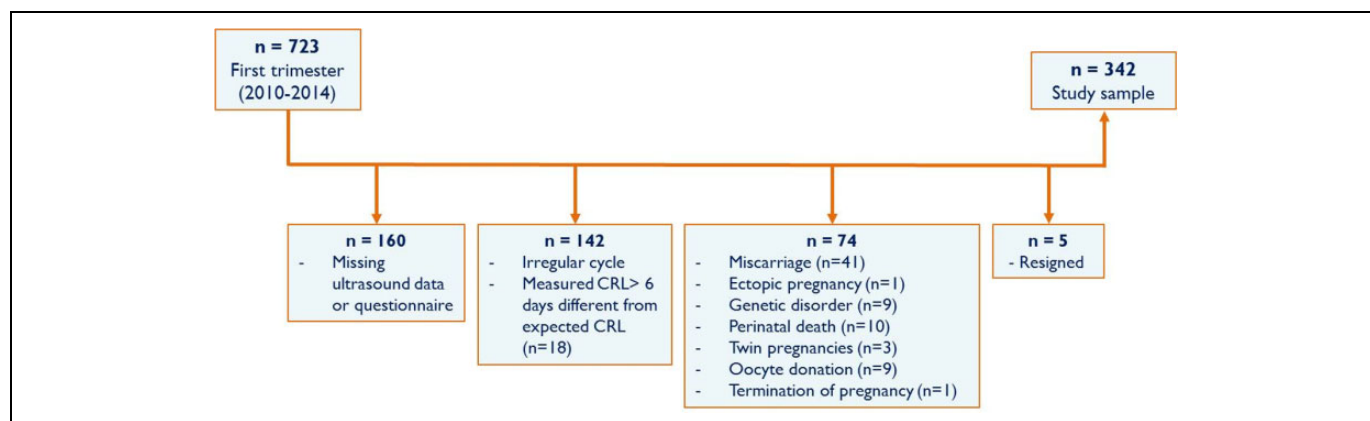 n = 723
First trimester
(2010-2014)
n = 342
Study sample
n = 160
- Missing
ultrasound data
or questionnaire
n = 142
- Irregular cycle
- Measured CRL> 6
days different from
expected CRL
(n=18)
n = 74
- Miscarriage (n=41)
- Ectopic pregnancy (n=1)
- Genetic disorder (n=9)
- Perinatal death (n=10)
- Twin pregnancies (n=3)
- Oocyte donation (n=9)
- Termination of pregnancy (n=1)
n = 5
- Resigned